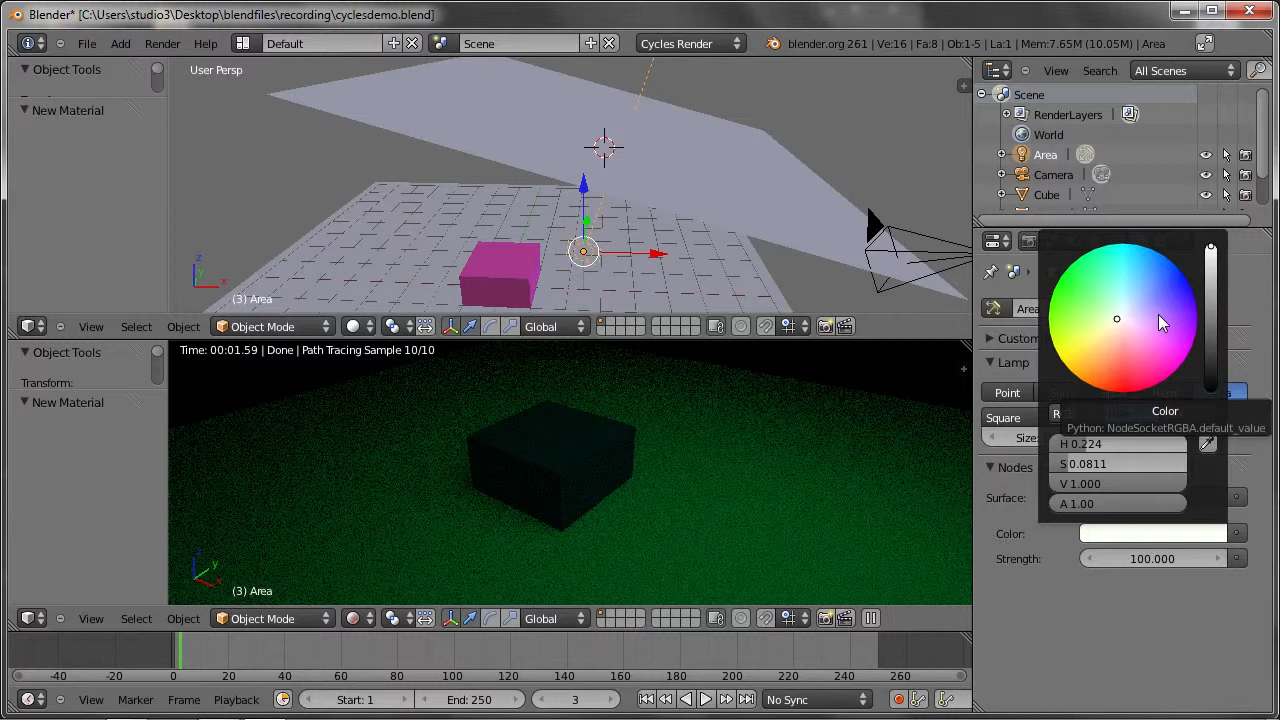 Blender* [C:\Users\studio3\Desktop\blendfiles\recording\cyclesdemo.blend]
File Add Render Help Default Scene Cycles Render blender.org 261 | Ve:16 | Fa:8 | Ob:1-5 | La:1 | Mem:7.65M (10.05M) | Area
Object Tools
New Material
User Persp
(3) Area
z
y
x
View Select Object Object Mode Global
View Search All Scenes
Scene
RenderLayers
World
Area
Camera
Cube
Area
Custom
Lamp
Point
Square
Size:
Nodes
Surface:
Color:
Strength: 100.000
Color
Python: NodeSocketRGBA.default_value
H 0.224
S 0.0811
V 1.000
A 1.00
Object Tools
Transform:
New Material
Time: 00:01.59 | Done | Path Tracing Sample 10/10
z
y
x
(3) Area
View Select Object Object Mode Global
-40 -20 0 20 40 60 80 100 120 140 160 180 200 220 240 260
View Marker Frame Playback Start: 1 End: 250 3 No Sync